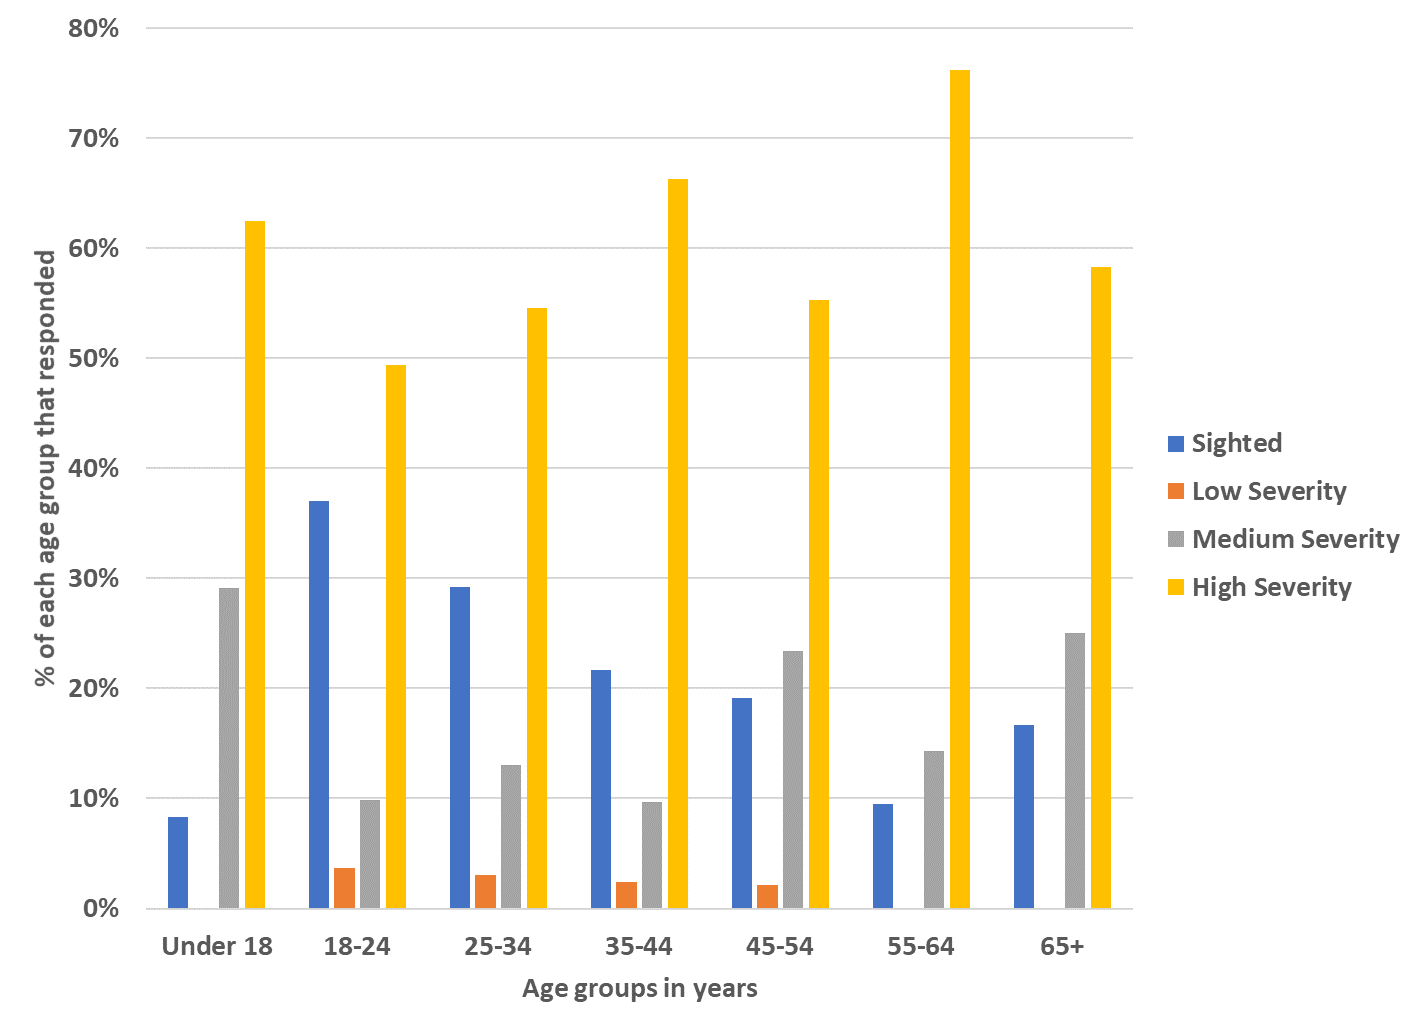 80%
70%
60%
50%
40%
30%
20%
10%
0%
% of each age group that responded
Under 18
18-24
25-34
35-44
45-54
55-64
65+
Age groups in years
Sighted
Low Severity
Medium Severity
High Severity